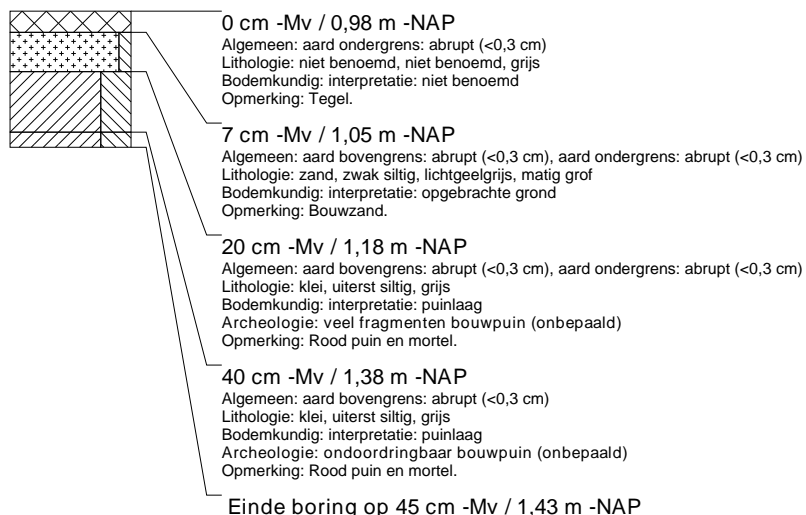 0 cm -Mv / 0,98 m -NAP
Algemeen: aard ondergrens: abrupt (<0,3 cm)
Lithologie: niet benoemd, niet benoemd, grijs
Bodemkundig: interpretatie: niet benoemd
Opmerking: Tegel.
7 cm -Mv / 1,05 m -NAP
Algemeen: aard bovengrens: abrupt (<0,3 cm), aard ondergrens: abrupt (<0,3 cm)
Lithologie: zand, zwak siltig, lichtgeelgrijs, matig grof
Bodemkundig: interpretatie: opgebrachte grond
Opmerking: Bouwzand.
20 cm -Mv / 1,18 m -NAP
Algemeen: aard bovengrens: abrupt (<0,3 cm), aard ondergrens: abrupt (<0,3 cm)
Lithologie: klei, uiterst siltig, grijs
Bodemkundig: interpretatie: puinlaag
Archeologie: veel fragmenten bouwpuin (onbepaald)
Opmerking: Rood puin en mortel.
40 cm -Mv / 1,38 m -NAP
Algemeen: aard bovengrens: abrupt (<0,3 cm)
Lithologie: klei, uiterst siltig, grijs
Bodemkundig: interpretatie: puinlaag
Archeologie: ondoordringbaar bouwpuin (onbepaald)
Opmerking: Rood puin en mortel.
Einde boring op 45 cm -Mv / 1,43 m -NAP